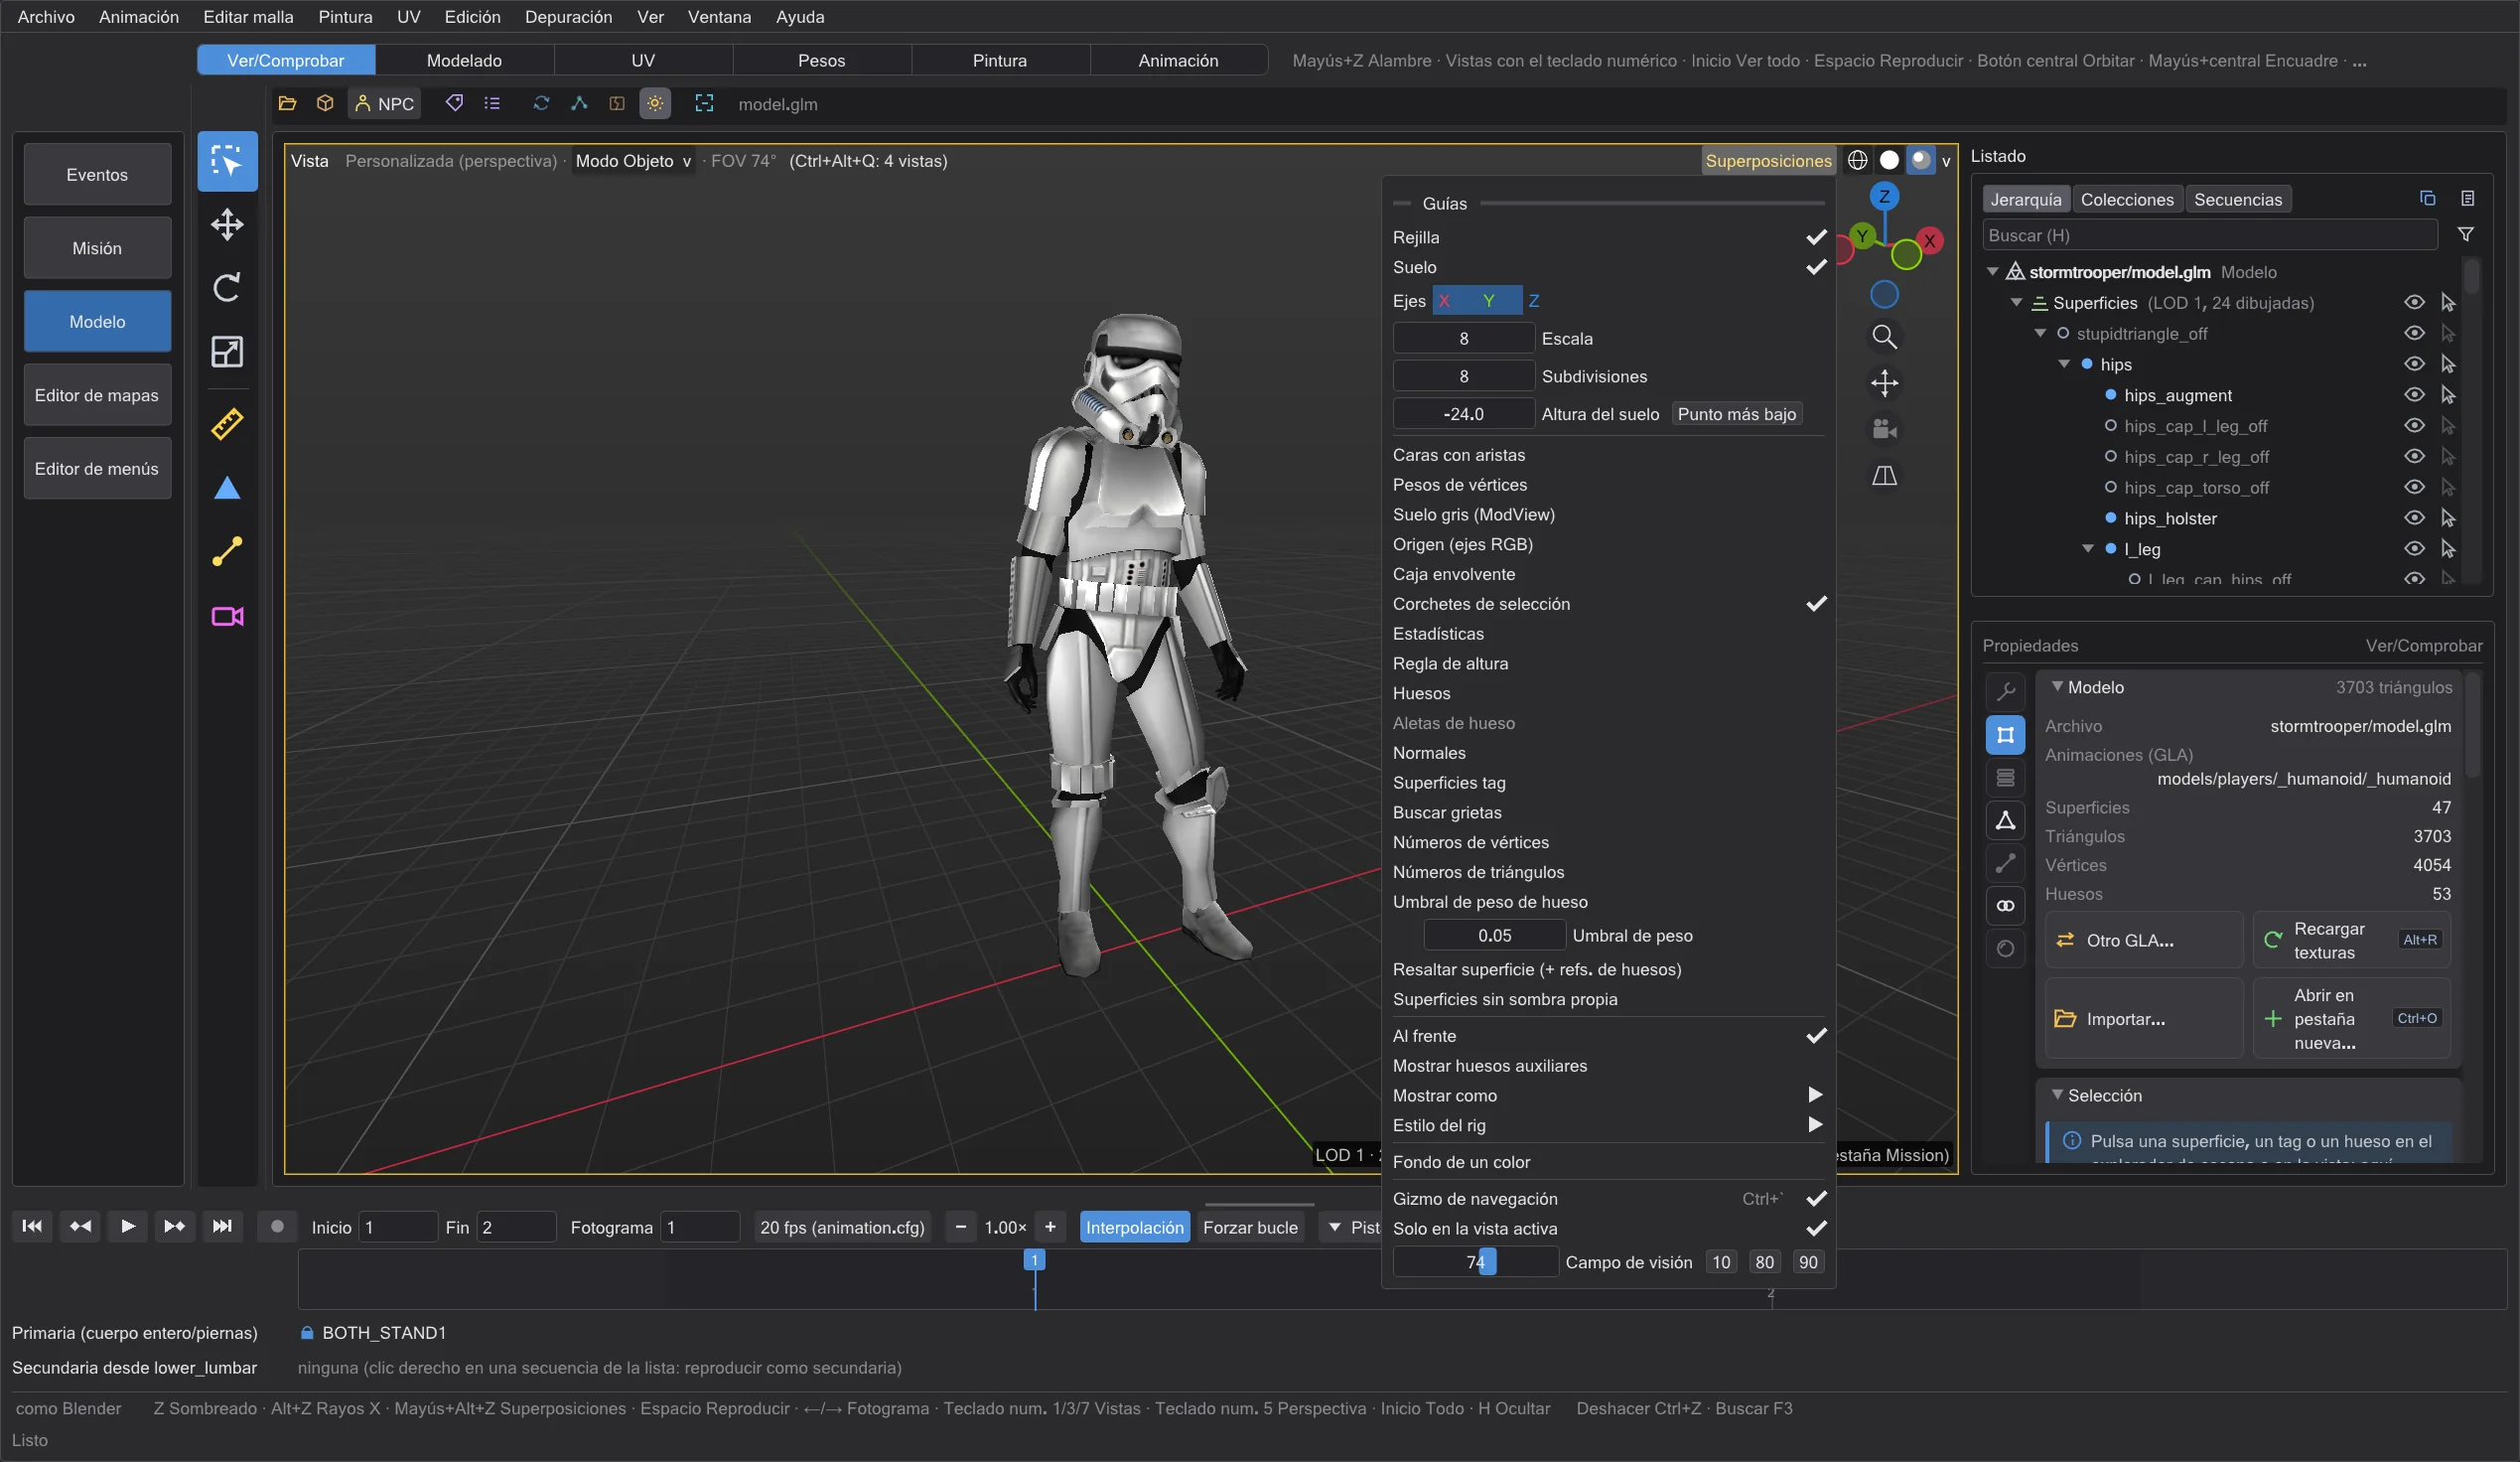 Archivo Animación Editar malla Pintura UV Edición Depuración Ver Ventana Ayuda
Ver/Comprobar Modelado UV Pesos Pintura Animación Mayús+Z Alambre · Vistas con el teclado numérico · Inicio Ver todo · Espacio Reproducir · Botón central Orbitar · Mayús+central Encuadre · ...
NPC model.glm
Eventos
Misión
Modelo
Editor de mapas
Editor de menús
Vista Personalizada (perspectiva) · Modo Objeto v · FOV 74° (Ctrl+Alt+Q: 4 vistas)
Superposiciones v
Z
Y
X
Guías
Rejilla
Suelo
Ejes X Y Z
8 Escala
8 Subdivisiones
-24.0 Altura del suelo Punto más bajo
Caras con aristas
Pesos de vértices
Suelo gris (ModView)
Origen (ejes RGB)
Caja envolvente
Corchetes de selección
Estadísticas
Regla de altura
Huesos
Aletas de hueso
Normales
Superficies tag
Buscar grietas
Números de vértices
Números de triángulos
Umbral de peso de hueso
0.05 Umbral de peso
Resaltar superficie (+ refs. de huesos)
Superficies sin sombra propia
Al frente
Mostrar huesos auxiliares
Mostrar como
Estilo del rig
Fondo de un color
Gizmo de navegación Ctrl+`
Solo en la vista activa
74 Campo de visión 10 80 90
LOD 1 ·
estaña Mission)
Listado
Jerarquía Colecciones Secuencias
Buscar (H)
stormtrooper/model.glm Modelo
Superficies (LOD 1, 24 dibujadas)
stupidtriangle_off
hips
hips_augment
hips_cap_l_leg_off
hips_cap_r_leg_off
hips_cap_torso_off
hips_holster
l_leg
l_leg_cap_hips_off
Propiedades Ver/Comprobar
Modelo 3703 triángulos
Archivo stormtrooper/model.glm
Animaciones (GLA)
models/players/_humanoid/_humanoid
Superficies 47
Triángulos 3703
Vértices 4054
Huesos 53
Otro GLA...
Recargar texturas Alt+R
Importar...
Abrir en pestaña nueva... Ctrl+O
Selección
Pulsa una superficie, un tag o un hueso en el
Inicio 1 Fin 2 Fotograma 1 20 fps (animation.cfg) − 1.00× + Interpolación Forzar bucle Pist
1
2
Primaria (cuerpo entero/piernas) BOTH_STAND1
Secundaria desde lower_lumbar ninguna (clic derecho en una secuencia de la lista: reproducir como secundaria)
como Blender Z Sombreado · Alt+Z Rayos X · Mayús+Alt+Z Superposiciones · Espacio Reproducir · ←/→ Fotograma · Teclado num. 1/3/7 Vistas · Teclado num. 5 Perspectiva · Inicio Todo · H Ocultar Deshacer Ctrl+Z · Buscar F3
Listo